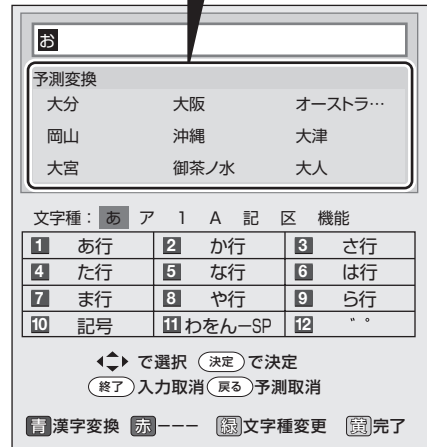 お
予測変換
大分 大阪 オーストラ…
岡山 沖縄 大津
大宮 御茶ノ水 大人
文字種： あ ア 1 A 記 区 機能
1 あ行 2 か行 3 さ行
4 た行 5 な行 6 は行
7 ま行 8 や行 9 ら行
10 記号 11 わをんーSP 12 ゛゜
で選択 決定 で決定
終了 入力取消 戻る 予測取消
青 漢字変換 赤 ーーー 緑 文字種変更 黄 完了